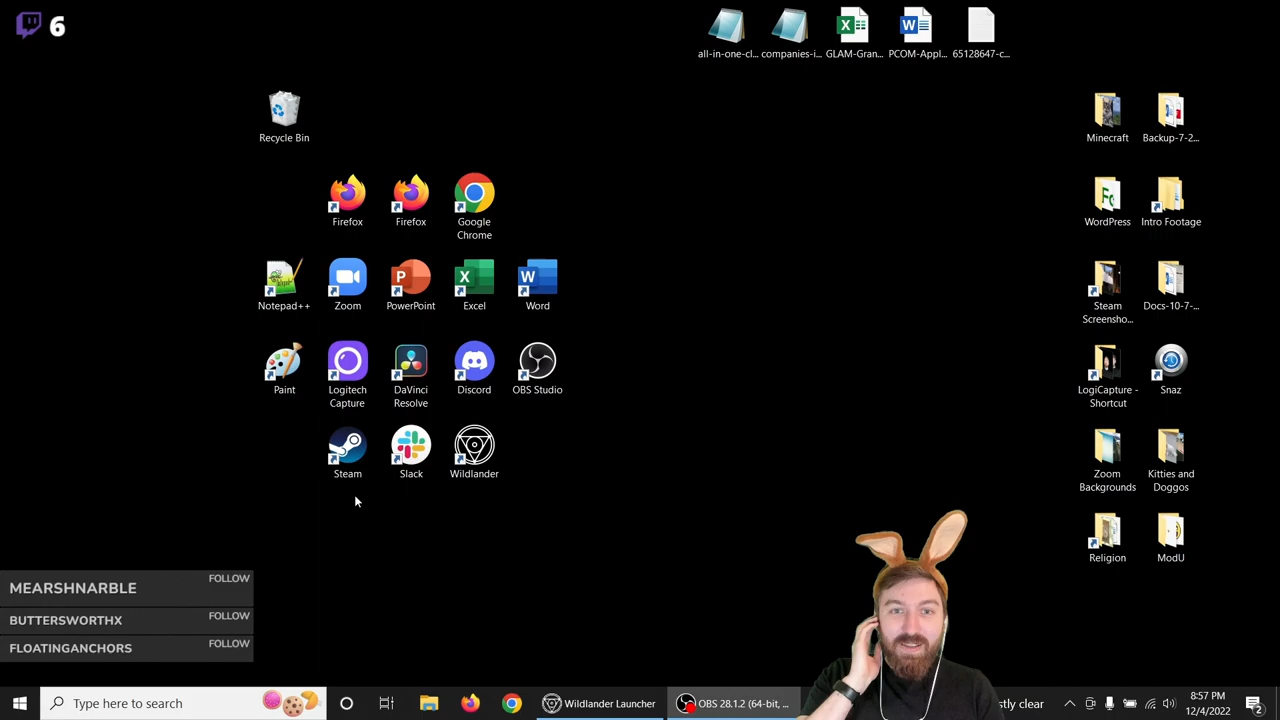 6
all-in-one-cl...
companies-i...
GLAM-Gran...
PCOM-Appl...
65128647-c...
Recycle Bin
Minecraft
Backup-7-2...
Firefox
Firefox
Google
Chrome
WordPress
Intro Footage
Notepad++
Zoom
PowerPoint
Excel
Word
Steam
Screensho...
Docs-10-7-...
Paint
Logitech
Capture
DaVinci
Resolve
Discord
OBS Studio
LogiCapture -
Shortcut
Snaz
Steam
Slack
Wildlander
Zoom
Backgrounds
Kitties and
Doggos
Religion
ModU
MEARSHNARBLE FOLLOW
BUTTERSWORTHX FOLLOW
FLOATINGANCHORS FOLLOW
Type here to search
Wildlander Launcher
OBS 28.1.2 (64-bit, ...
stly clear
8:57 PM
12/4/2022
2